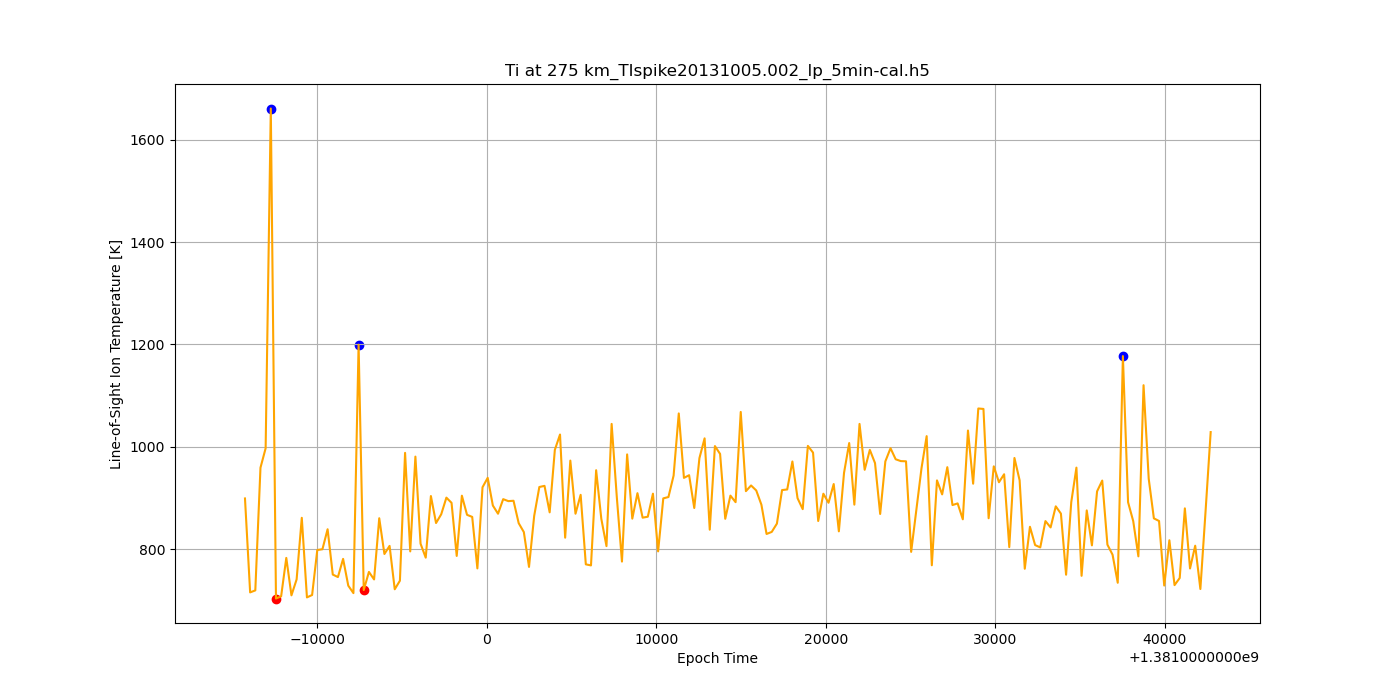 Ti at 275 km_TIspike20131005.002_lp_5min-cal.h5
Line-of-Sight Ion Temperature [K]
1600
1400
1200
1000
800
−10000 0 10000 20000 30000 40000
Epoch Time
+1.3810000000e9